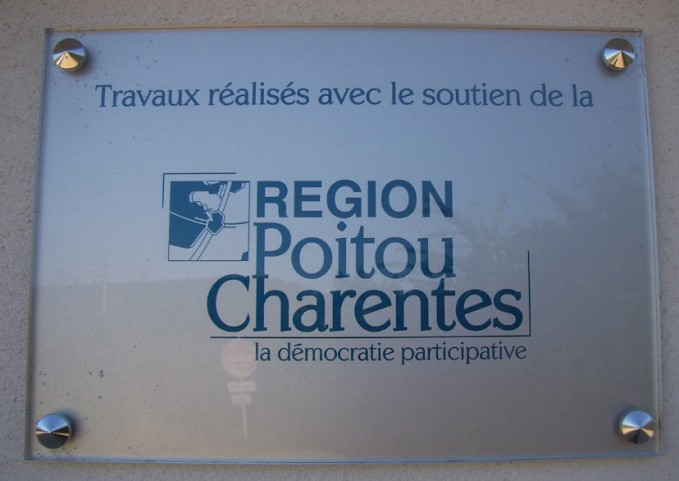 Travaux réalisés avec le soutien de la
REGION
Poitou
Charentes
la démocratie participative